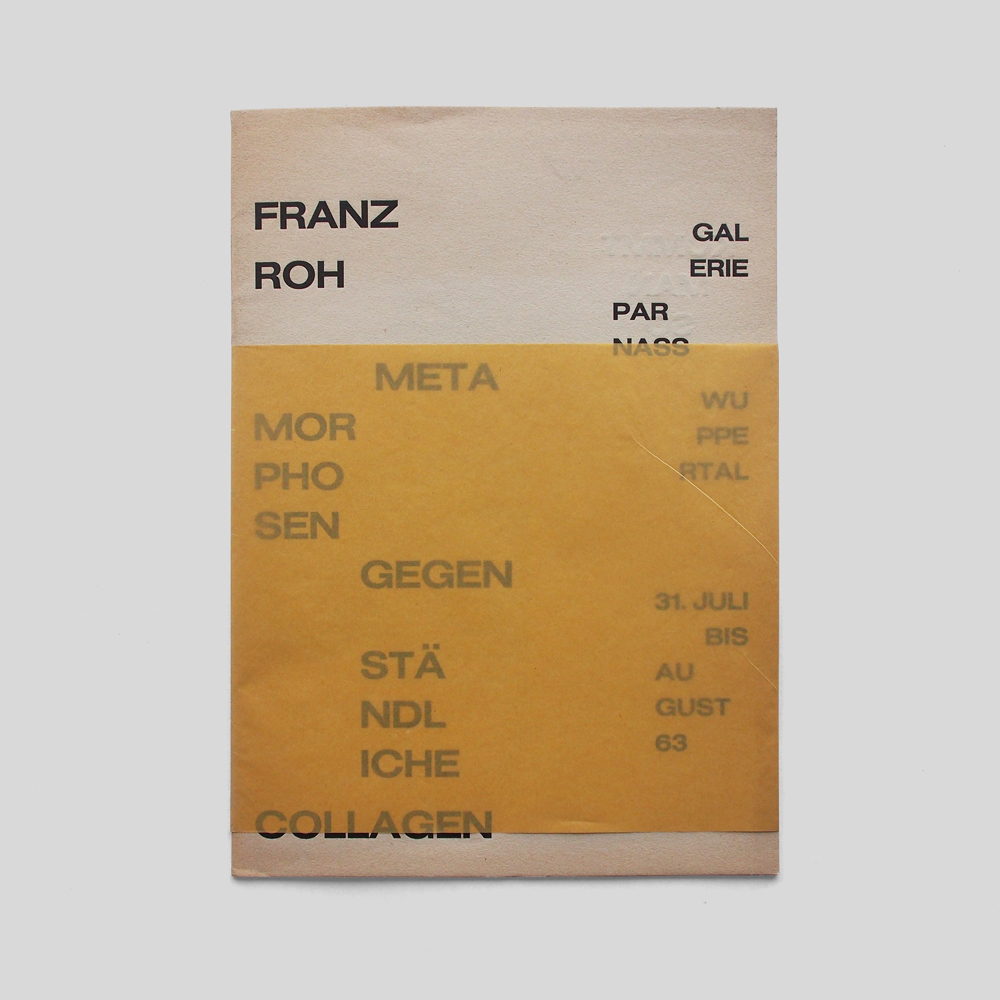 FRANZ
ROH
META
MOR
PHO
SEN
GEGEN
STÄ
NDL
ICHE
COLLAGEN
GAL
ERIE
PAR
NASS
WU
PPE
RTAL
31. JULI
BIS
AU
GUST
63